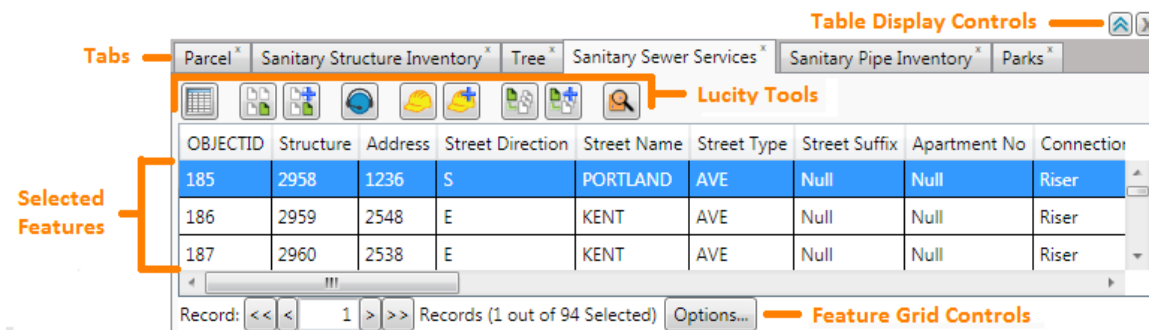 Table Display Controls
Tabs
Parcel x Sanitary Structure Inventory x Tree x Sanitary Sewer Services x Sanitary Pipe Inventory x Parks x
Lucity Tools
OBJECTID Structure Address Street Direction Street Name Street Type Street Suffix Apartment No Connection
185 2958 1236 S PORTLAND AVE Null Null Riser
Selected Features
186 2959 2548 E KENT AVE Null Null Riser
187 2960 2538 E KENT AVE Null Null Riser
Record: << < 1 > >> Records (1 out of 94 Selected) Options...
Feature Grid Controls